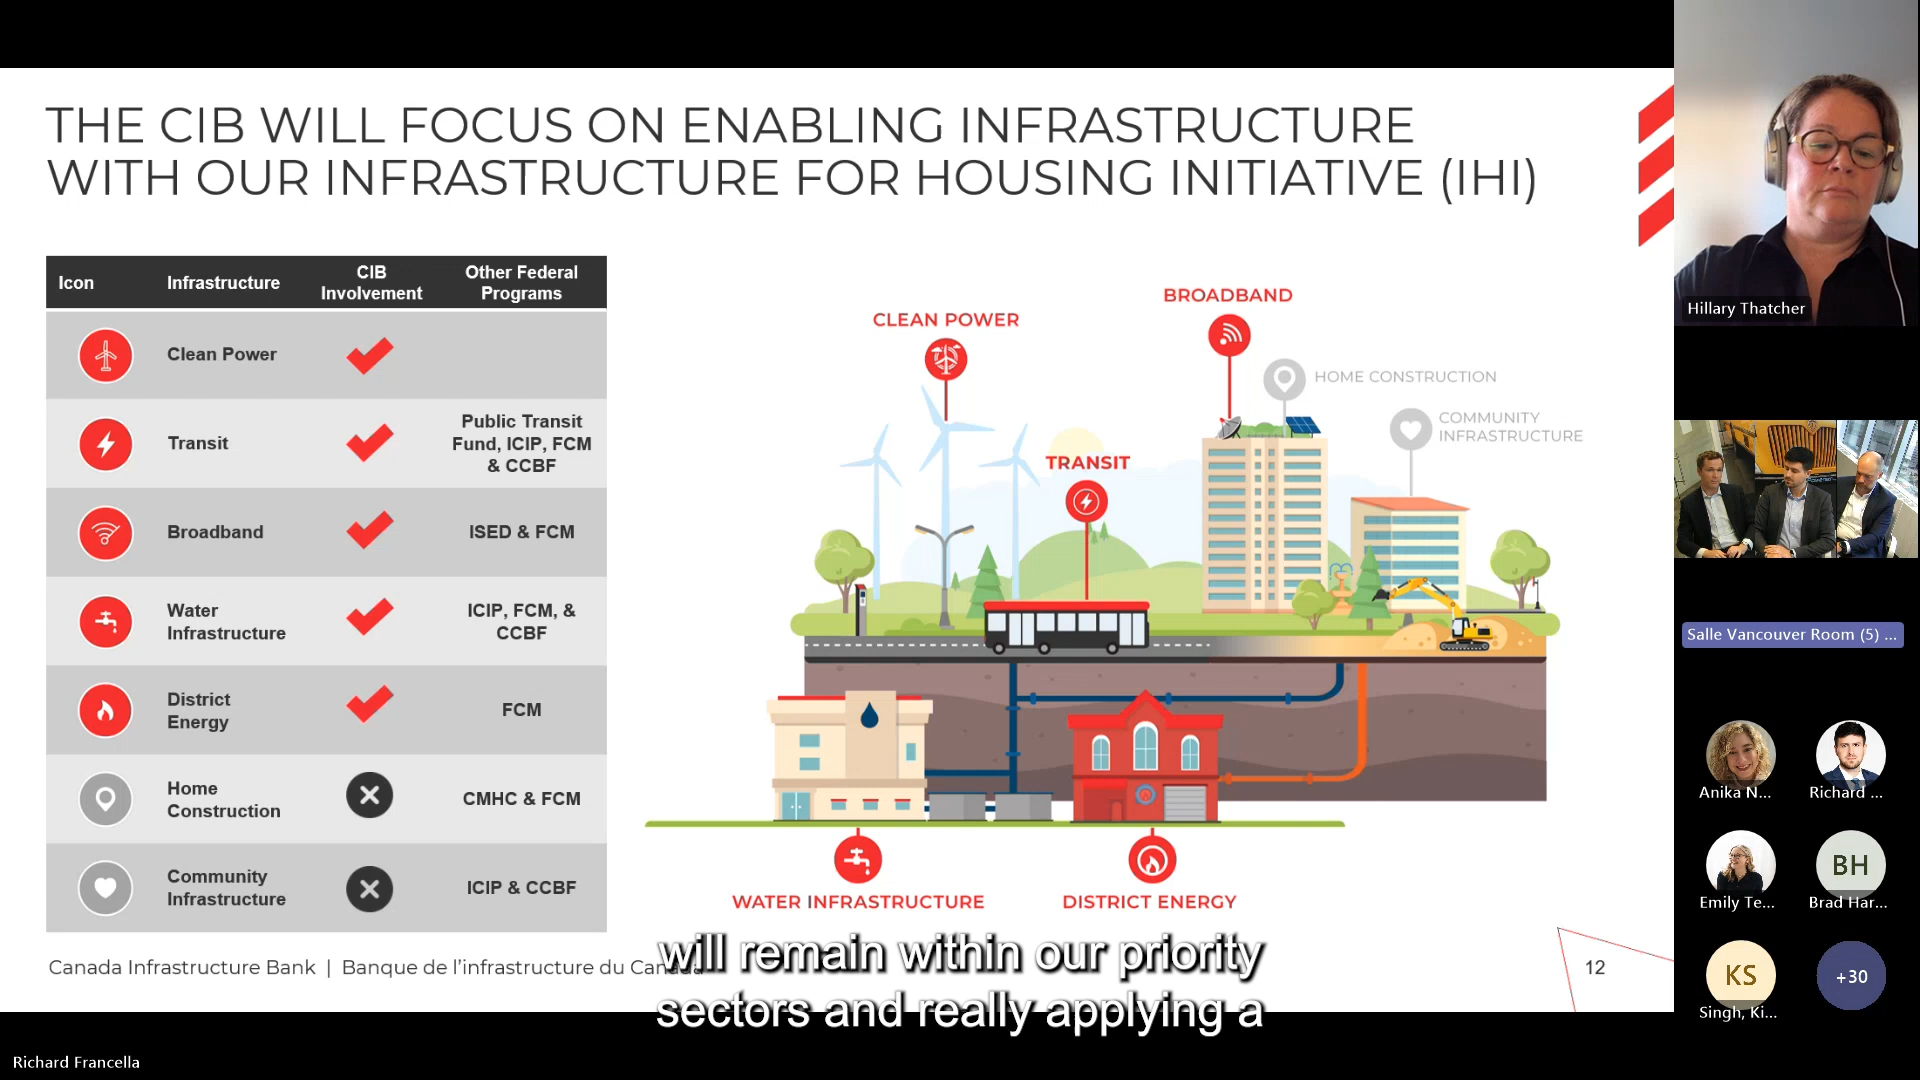 THE CIB WILL FOCUS ON ENABLING INFRASTRUCTURE
WITH OUR INFRASTRUCTURE FOR HOUSING INITIATIVE (IHI)
Icon
Infrastructure
CIB
Involvement
Other Federal
Programs
Clean Power
Transit
Public Transit
Fund, ICIP, FCM
& CCBF
Broadband
ISED & FCM
Water
Infrastructure
ICIP, FCM, &
CCBF
District
Energy
FCM
Home
Construction
CMHC & FCM
Community
Infrastructure
ICIP & CCBF
CLEAN POWER
BROADBAND
HOME CONSTRUCTION
COMMUNITY
INFRASTRUCTURE
TRANSIT
WATER INFRASTRUCTURE
DISTRICT ENERGY
Canada Infrastructure Bank | Banque de l'infrastructure du Canada
12
will remain within our priority
sectors and really applying a
Richard Francella
Hillary Thatcher
Salle Vancouver Room (5) ...
Anika N...
Richard ...
Emily Te...
BH
Brad Har...
KS
Singh, Ki...
+30